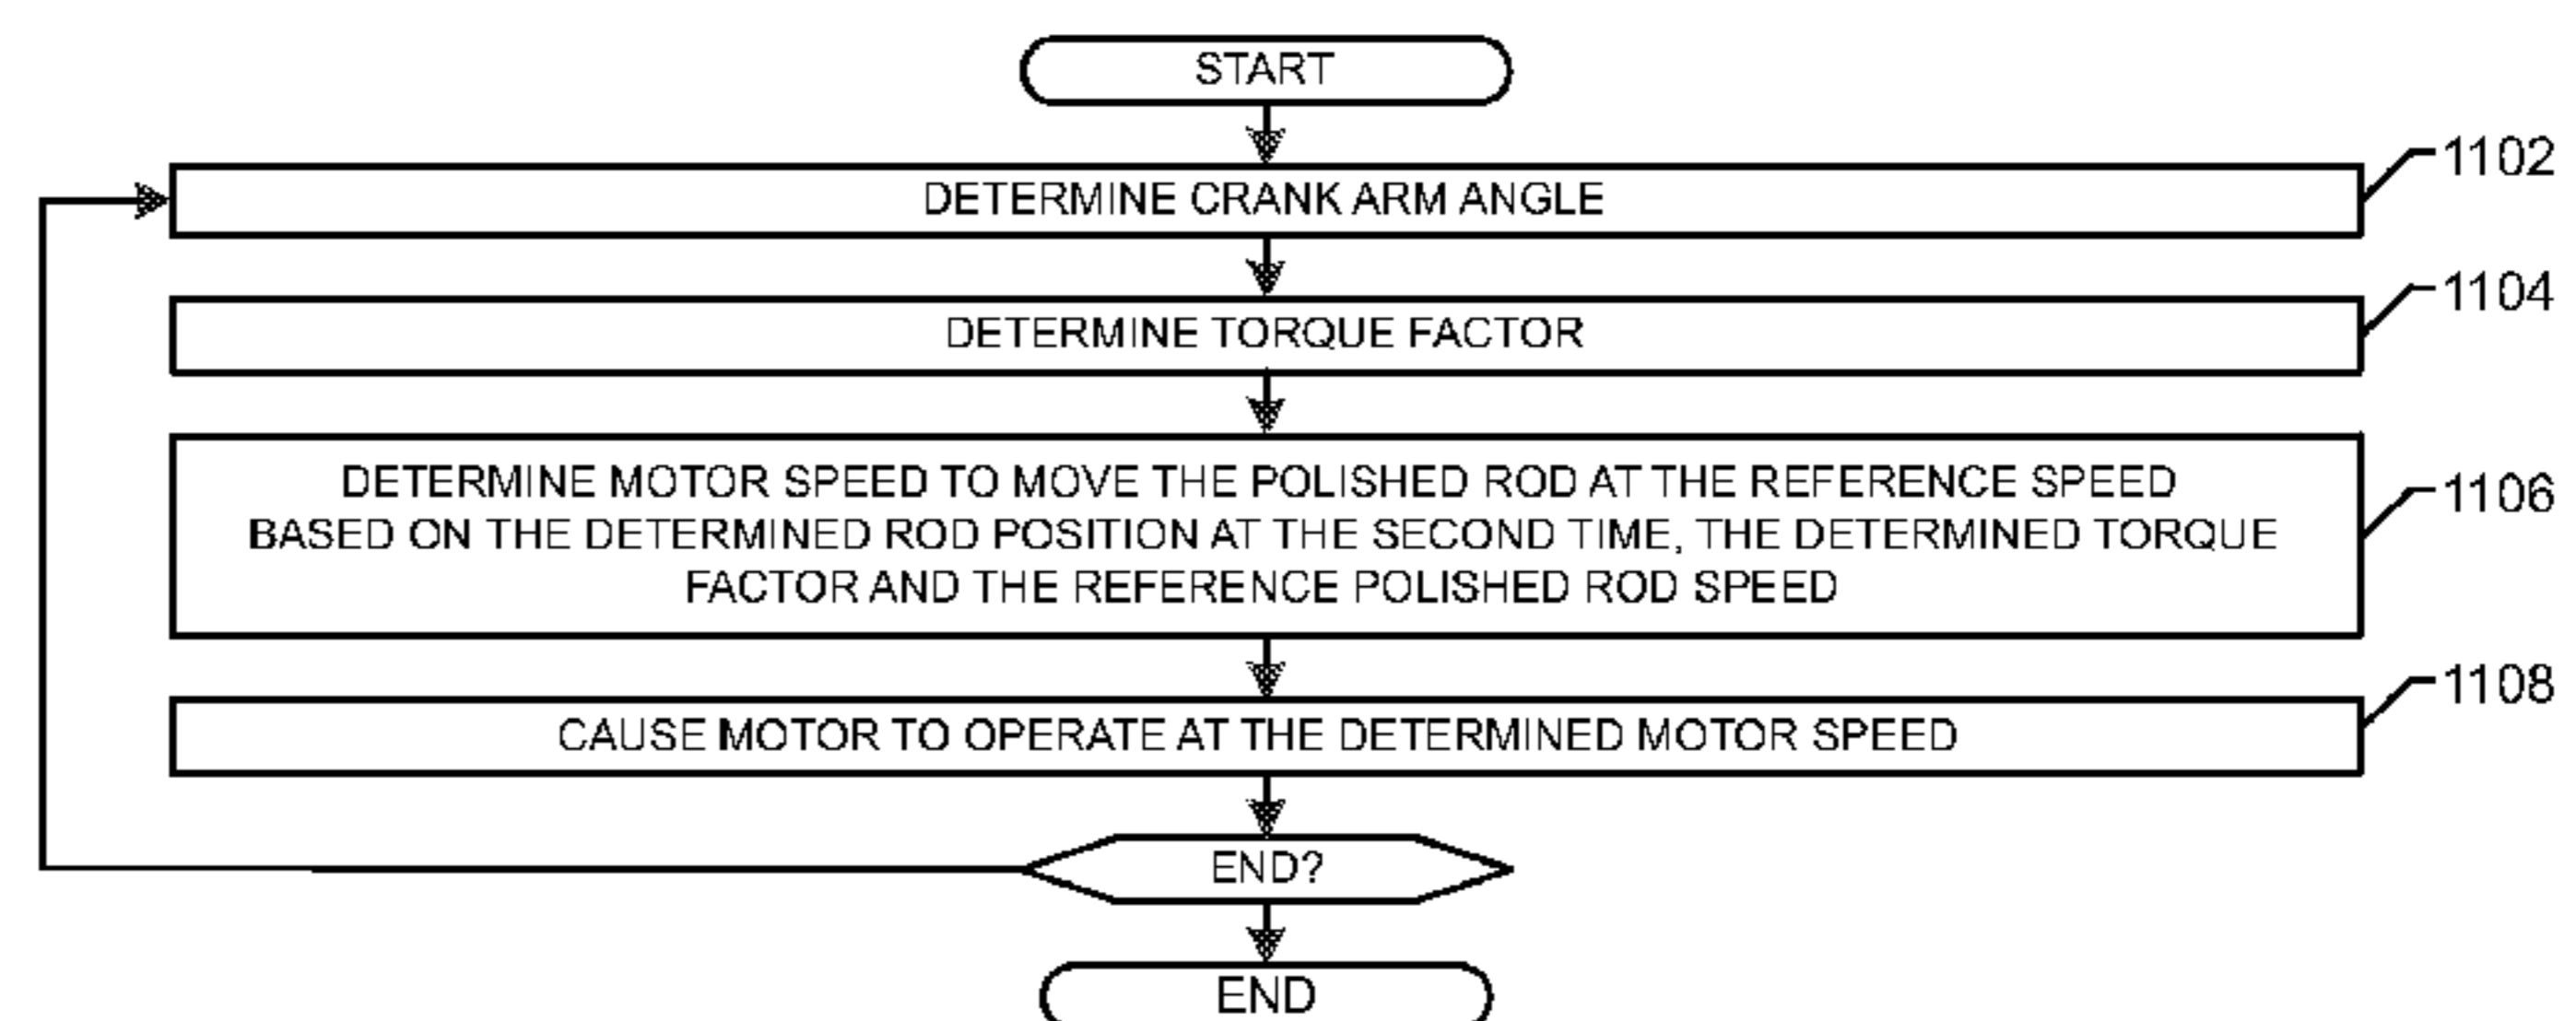 START
DETERMINE CRANK ARM ANGLE
1102
DETERMINE TORQUE FACTOR
1104
DETERMINE MOTOR SPEED TO MOVE THE POLISHED ROD AT THE REFERENCE SPEED
BASED ON THE DETERMINED ROD POSITION AT THE SECOND TIME, THE DETERMINED TORQUE
FACTOR AND THE REFERENCE POLISHED ROD SPEED
1106
CAUSE MOTOR TO OPERATE AT THE DETERMINED MOTOR SPEED
1108
END?
END